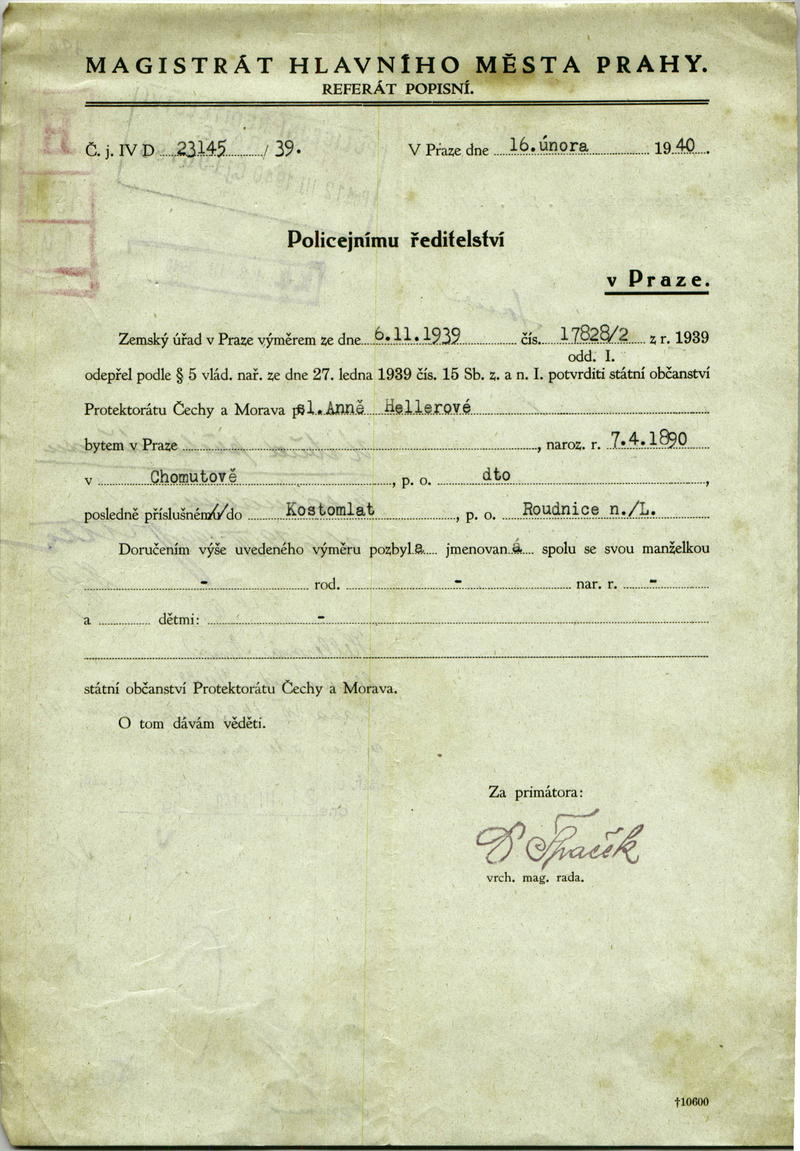 MAGISTRÁT HLAVNÍHO MĚSTA PRAHY.
REFERÁT POPISNÍ.
Č. j. IV D 23145 / 39. V Praze dne 16. února 1940.
Policejnímu ředitelství
v Praze.
Zemský úřad v Praze výměrem ze dne 6.11.1939 čís. 17828/2 z r. 1939
odd. I.
odepřel podle § 5 vlád. nař. ze dne 27. ledna 1939 čís. 15 Sb. z. a n. I. potvrditi státní občanství
Protektorátu Čechy a Morava sl. Anně Hellerové
bytem v Praze , naroz. r. 7.4.1890
v Chomutově , p. o. dto ,
posledně příslušné do Kostomlat , p. o. Roudnice n./L.
Doručením výše uvedeného výměru pozbyla jmenovaná spolu se svou manželkou
- rod. - nar. r. -
a dětmi: -
státní občanství Protektorátu Čechy a Morava.
O tom dávám věděti.
Za primátora:
D Špaček
vrch. mag. rada.
†10600